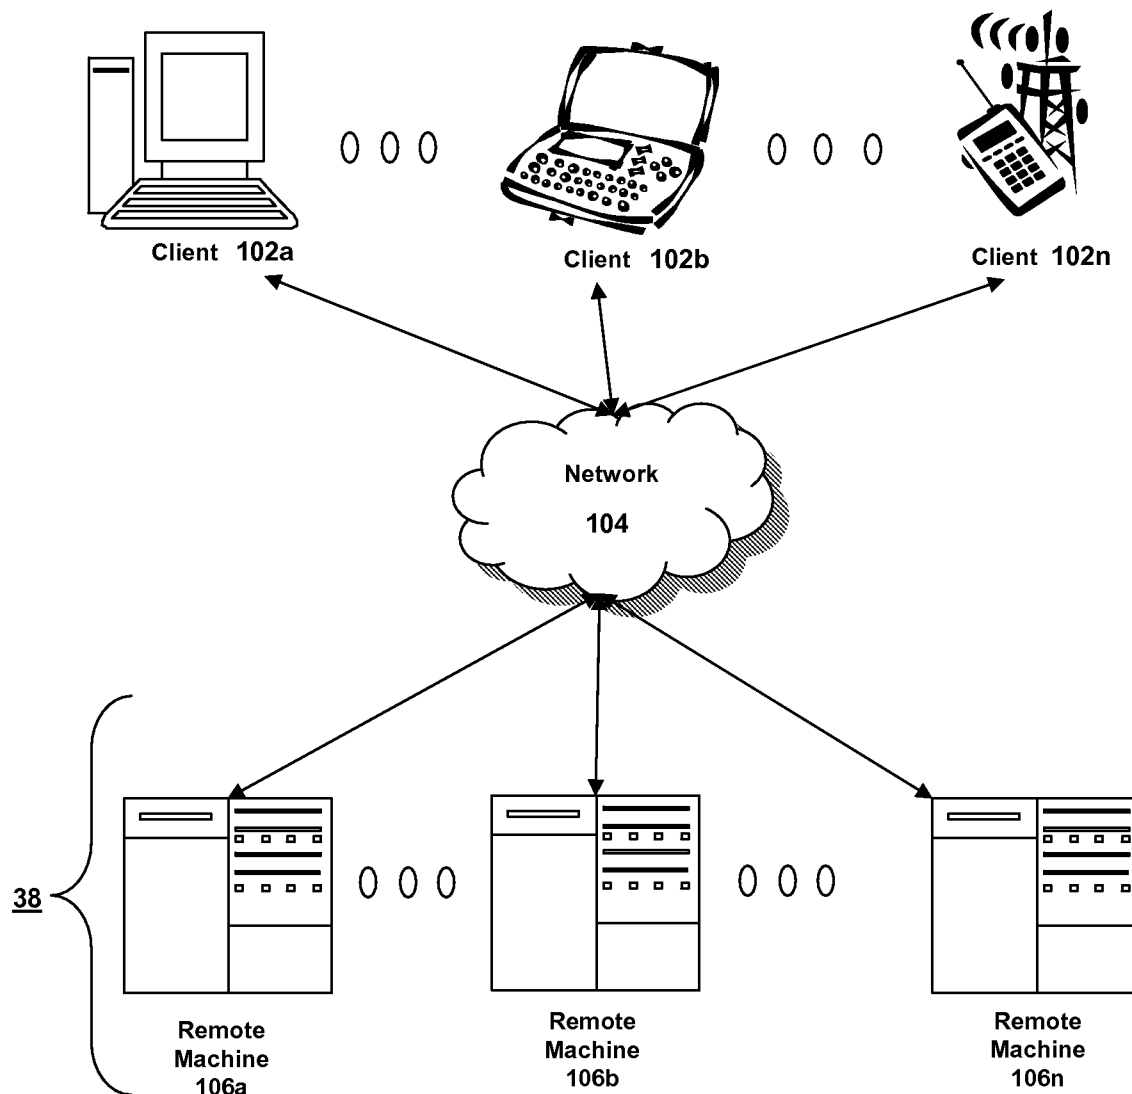 Client 102a
Client 102b
Client 102n
Network
104
38
Remote
Machine
106a
Remote
Machine
106b
Remote
Machine
106n